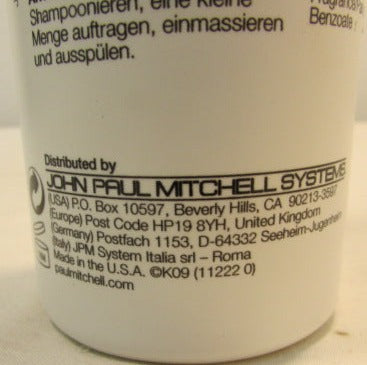 Shampoonieren, eine kleine
Menge auftragen, einmassieren
und ausspülen.
Benzoate
Distributed by
JOHN PAUL MITCHELL SYSTEMS
(USA) P.O. Box 10597, Beverly Hills, CA 90213-3597
(Europe) Post Code HP19 8YH, United Kingdom
(Germany) Postfach 1153, D-64332 Seeheim-Jugenheim
(Italy) JPM System Italia srl – Roma
Made in the U.S.A. ©K09 (11222 0)
paulmitchell.com